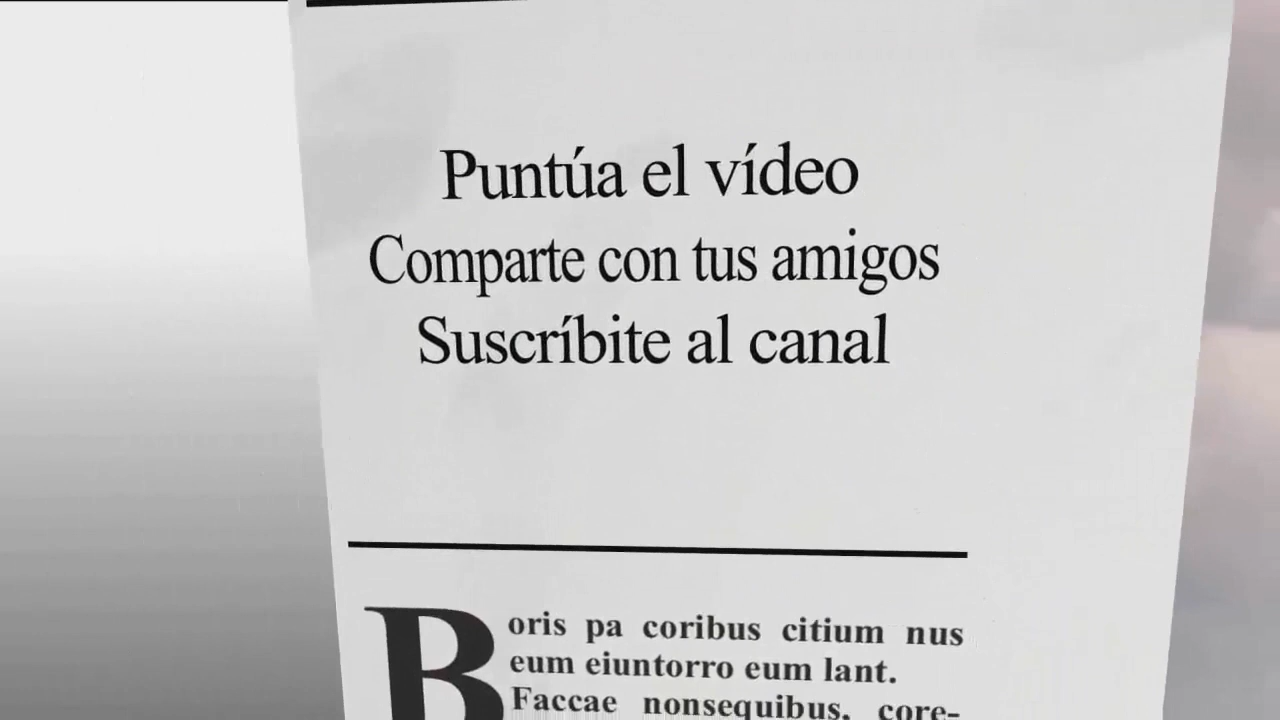 Puntúa el vídeo
Comparte con tus amigos
Suscríbite al canal
Boris pa coribus citium nus
eum eiuntorro eum lant.
Faccae nonsequibus, core-